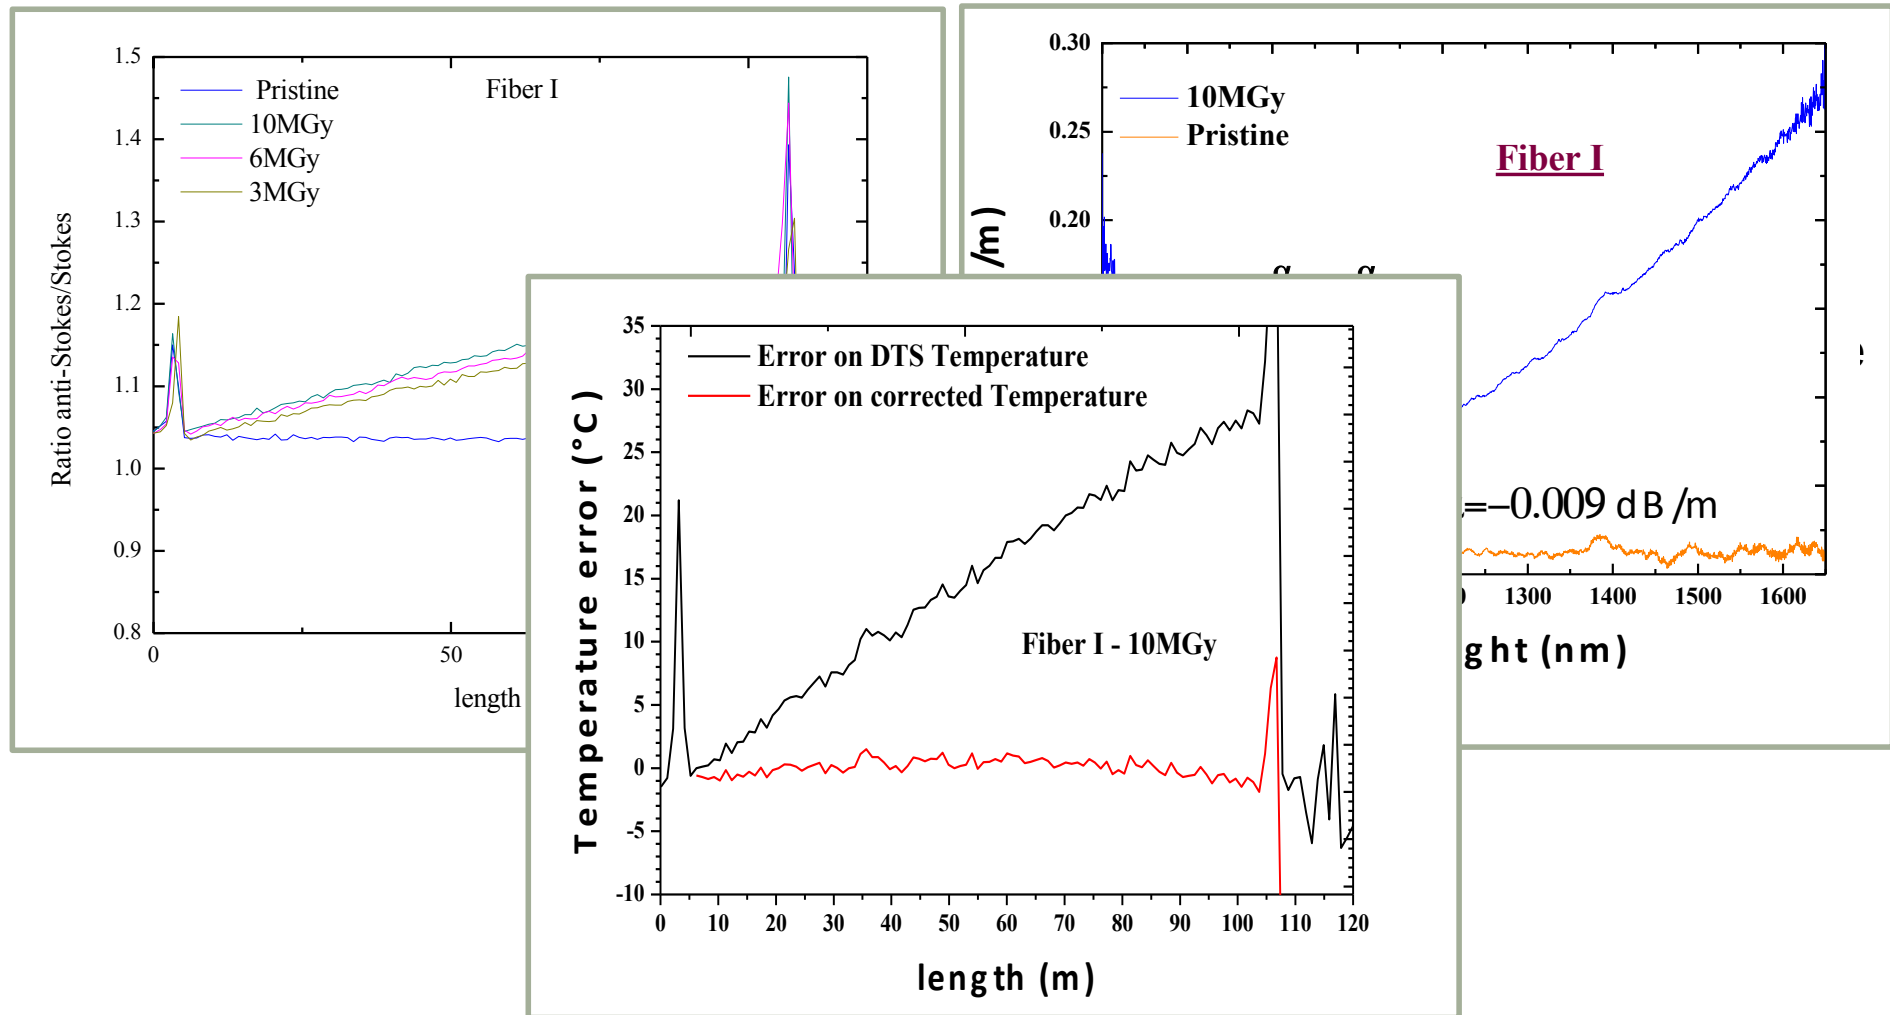 1.5
1.4
1.3
1.2
1.1
1.0
0.9
0.8
Ratio anti-Stokes/Stokes
Pristine
10MGy
6MGy
3MGy
Fiber I
0
50
length
0.30
0.25
0.20
/m)
10MGy
Pristine
Fiber I
α α
=−0.009 dB/m
0 1300 1400 1500 1600
ght (nm)
e
35
30
25
20
15
10
5
0
-5
-10
Temperature error (°C)
Error on DTS Temperature
Error on corrected Temperature
Fiber I - 10MGy
0 10 20 30 40 50 60 70 80 90 100 110 120
length (m)